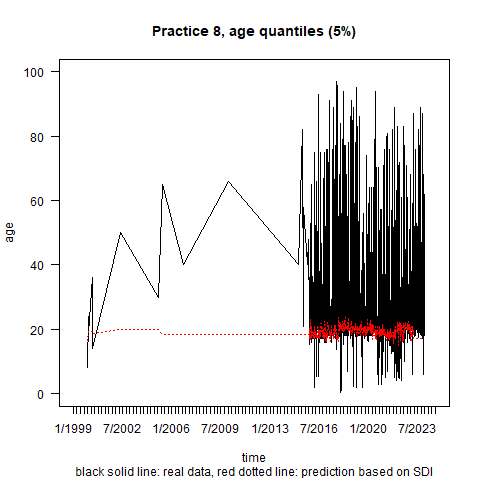 Practice 8, age quantiles (5%)
100
80
60
40
20
0
age
1/1999 7/2002 1/2006 7/2009 1/2013 7/2016 1/2020 7/2023
time
black solid line: real data, red dotted line: prediction based on SDI